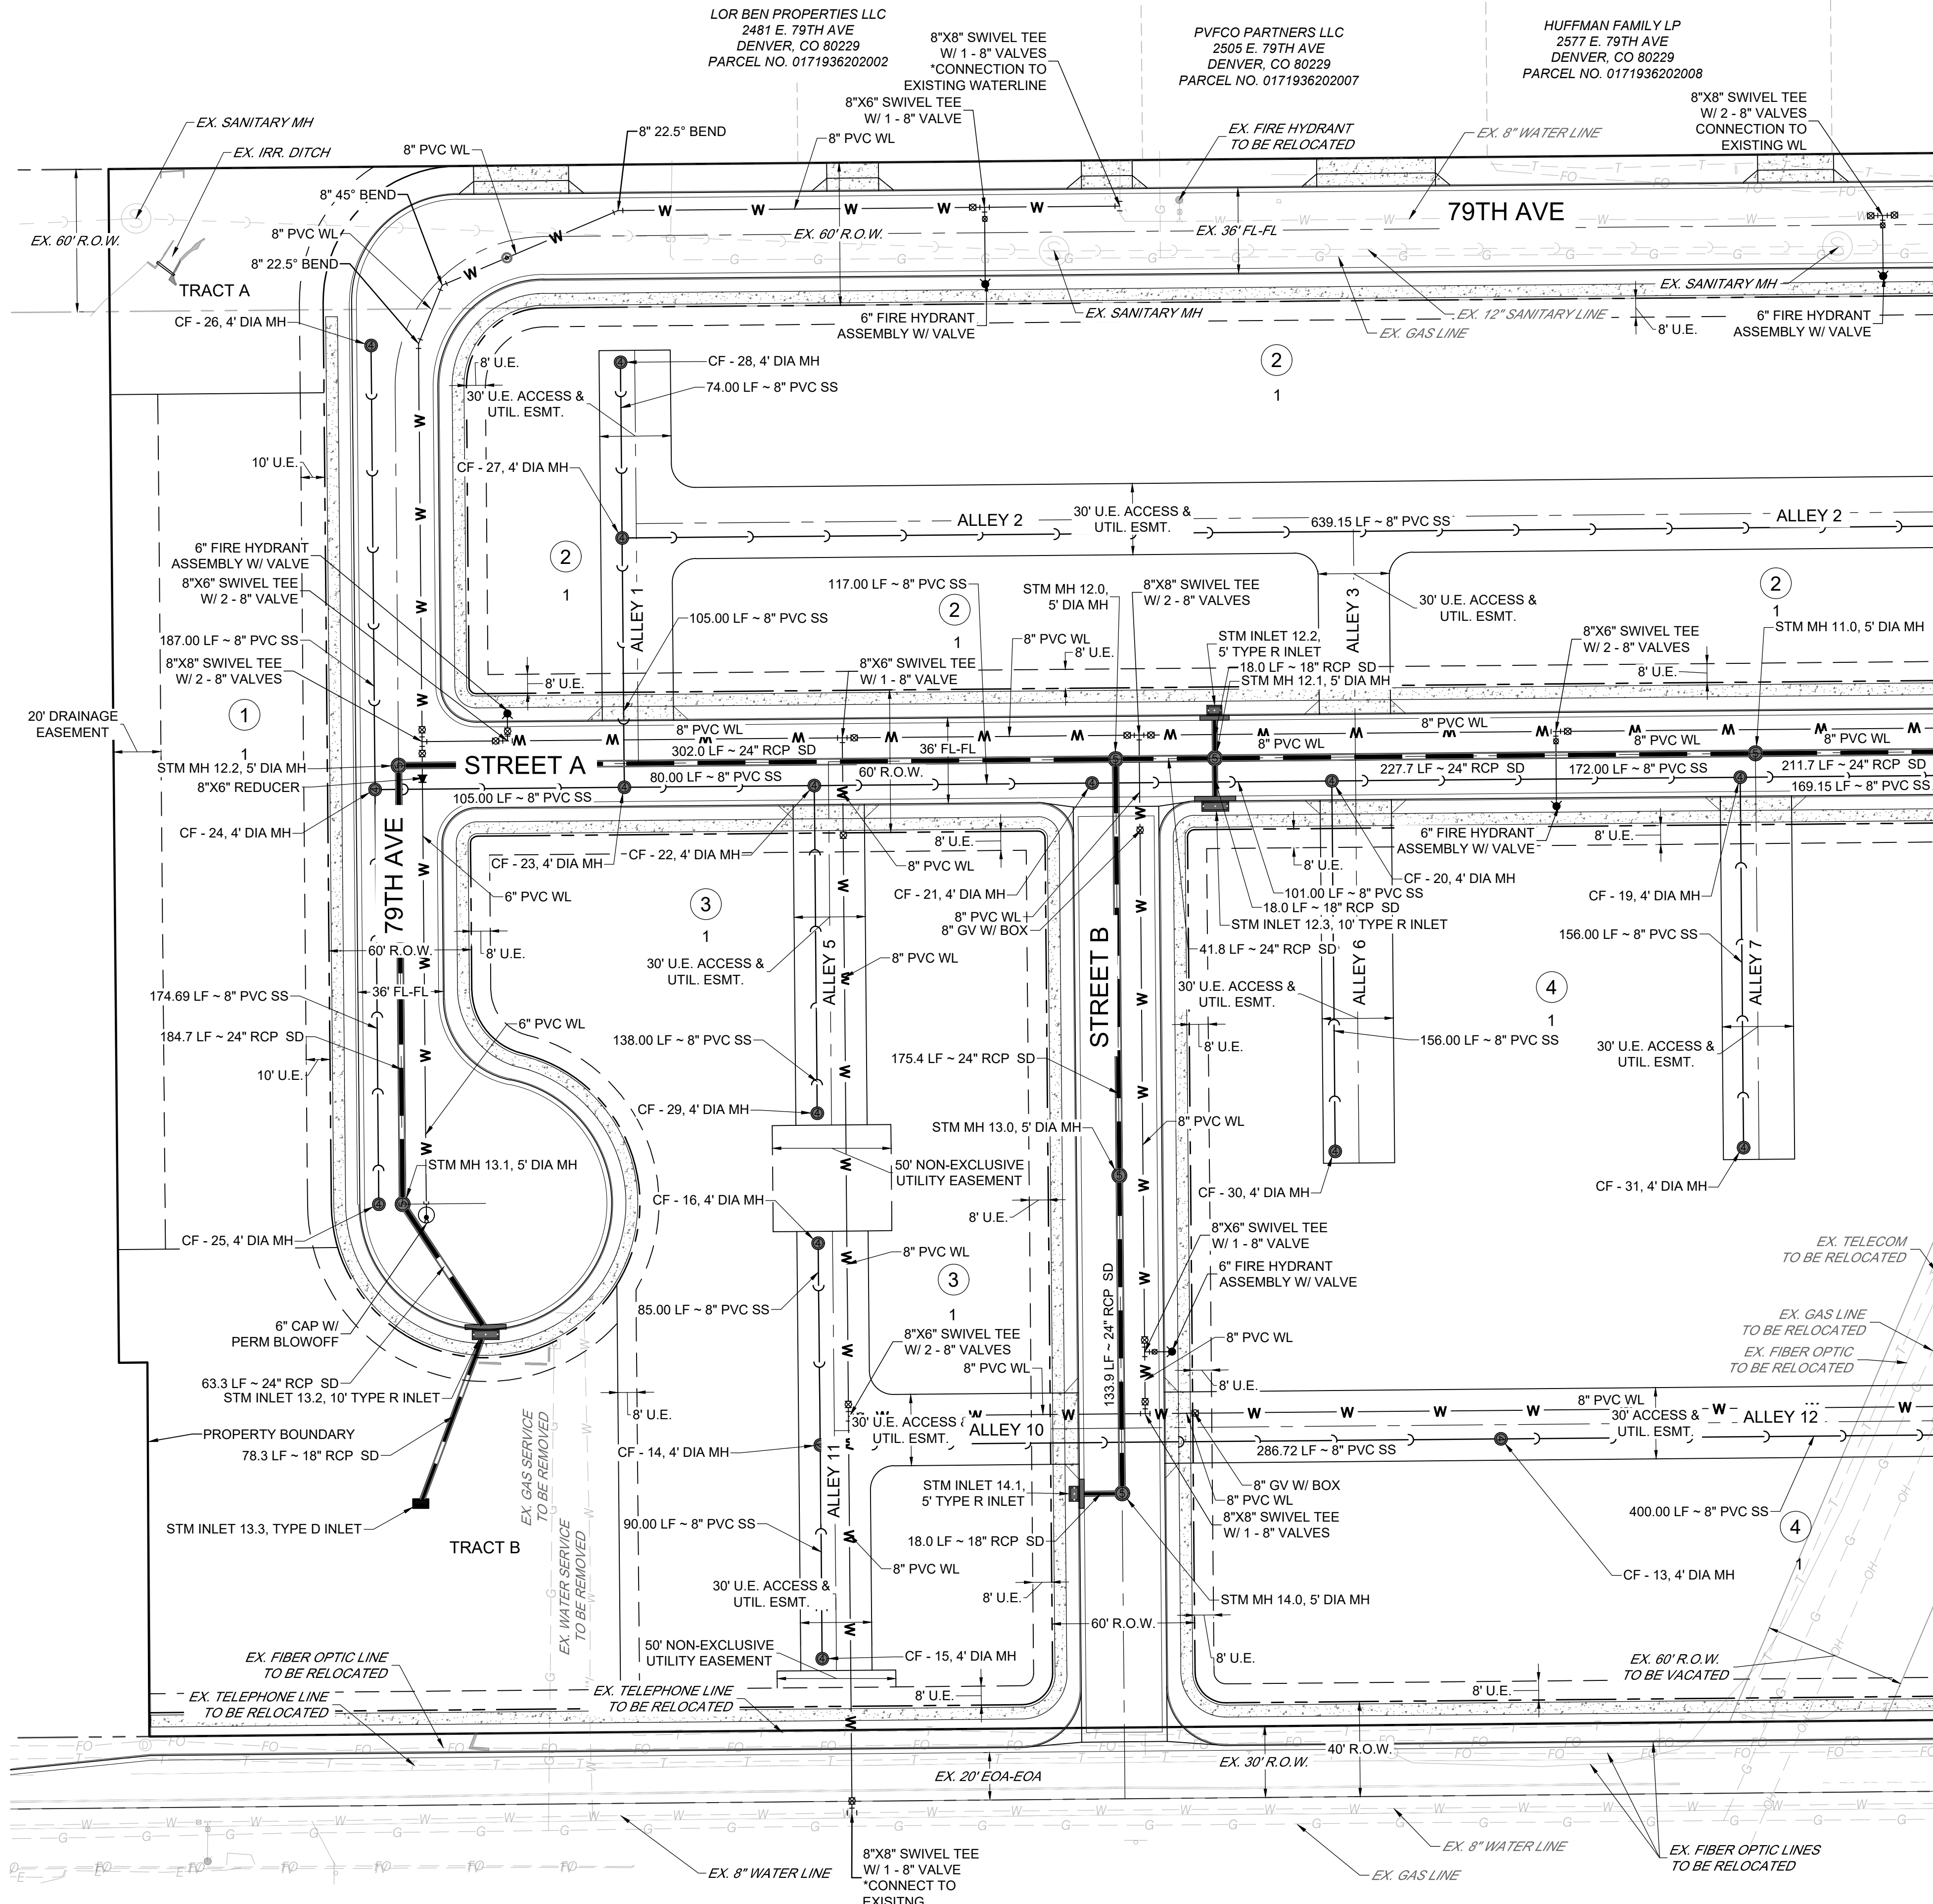 LOR BEN PROPERTIES LLC
2481 E. 79TH AVE
DENVER, CO 80229
PARCEL NO. 0171936202002
8"X8" SWIVEL TEE
W/ 1 - 8" VALVES
*CONNECTION TO
EXISTING WATERLINE
PVFCO PARTNERS LLC
2505 E. 79TH AVE
DENVER, CO 80229
PARCEL NO. 0171936202007
HUFFMAN FAMILY LP
2577 E. 79TH AVE
DENVER, CO 80229
PARCEL NO. 0171936202008
8"X8" SWIVEL TEE
W/ 2 - 8" VALVES
CONNECTION TO
EXISTING WL
8"X6" SWIVEL TEE
W/ 1 - 8" VALVE
EX. SANITARY MH
EX. IRR. DITCH
8" PVC WL
8" 22.5° BEND
8" PVC WL
EX. FIRE HYDRANT
TO BE RELOCATED
EX. 8" WATER LINE
8" 45° BEND
79TH AVE
EX. 60' R.O.W.
8" PVC WL
EX. 60' R.O.W.
EX. 36' FL-FL
8" 22.5° BEND
TRACT A
EX. SANITARY MH
CF - 26, 4' DIA MH
6" FIRE HYDRANT
ASSEMBLY W/ VALVE
EX. SANITARY MH
EX. 12" SANITARY LINE
EX. GAS LINE
8' U.E.
6" FIRE HYDRANT
ASSEMBLY W/ VALVE
8' U.E.
CF - 28, 4' DIA MH
2
1
74.00 LF ~ 8" PVC SS
30' U.E. ACCESS &
UTIL. ESMT.
10' U.E.
CF - 27, 4' DIA MH
ALLEY 2
30' U.E. ACCESS &
UTIL. ESMT.
639.15 LF ~ 8" PVC SS
ALLEY 2
6" FIRE HYDRANT
ASSEMBLY W/ VALVE
2
1
8"X6" SWIVEL TEE
W/ 2 - 8" VALVE
117.00 LF ~ 8" PVC SS
STM MH 12.0,
5' DIA MH
8"X8" SWIVEL TEE
W/ 2 - 8" VALVES
2
1
2
1
ALLEY 1
ALLEY 3
30' U.E. ACCESS &
UTIL. ESMT.
105.00 LF ~ 8" PVC SS
187.00 LF ~ 8" PVC SS
8" PVC WL
8' U.E.
STM INLET 12.2,
5' TYPE R INLET
18.0 LF ~ 18" RCP SD
STM MH 12.1, 5' DIA MH
8"X6" SWIVEL TEE
W/ 2 - 8" VALVES
STM MH 11.0, 5' DIA MH
8"X8" SWIVEL TEE
W/ 2 - 8" VALVES
8"X6" SWIVEL TEE
W/ 1 - 8" VALVE
8' U.E.
8' U.E.
20' DRAINAGE
EASEMENT
1
1
8" PVC WL
8" PVC WL
8" PVC WL
8" PVC WL
8" PVC WL
302.0 LF ~ 24" RCP SD
36' FL-FL
STM MH 12.2, 5' DIA MH
STREET A
8"X6" REDUCER
80.00 LF ~ 8" PVC SS
60' R.O.W.
227.7 LF ~ 24" RCP SD
172.00 LF ~ 8" PVC SS
211.7 LF ~ 24" RCP SD
105.00 LF ~ 8" PVC SS
169.15 LF ~ 8" PVC SS
CF - 24, 4' DIA MH
79TH AVE
CF - 23, 4' DIA MH
CF - 22, 4' DIA MH
8' U.E.
8" PVC WL
6" FIRE HYDRANT
ASSEMBLY W/ VALVE
8' U.E.
8' U.E.
CF - 20, 4' DIA MH
CF - 21, 4' DIA MH
101.00 LF ~ 8" PVC SS
CF - 19, 4' DIA MH
6" PVC WL
3
1
8" PVC WL
8" GV W/ BOX
18.0 LF ~ 18" RCP SD
STM INLET 12.3, 10' TYPE R INLET
41.8 LF ~ 24" RCP SD
156.00 LF ~ 8" PVC SS
60' R.O.W.
8' U.E.
30' U.E. ACCESS &
UTIL. ESMT.
8" PVC WL
ALLEY 5
STREET B
ALLEY 6
ALLEY 7
174.69 LF ~ 8" PVC SS
36' FL-FL
30' U.E. ACCESS &
UTIL. ESMT.
4
1
6" PVC WL
184.7 LF ~ 24" RCP SD
138.00 LF ~ 8" PVC SS
175.4 LF ~ 24" RCP SD
8' U.E.
156.00 LF ~ 8" PVC SS
30' U.E. ACCESS &
UTIL. ESMT.
10' U.E.
CF - 29, 4' DIA MH
STM MH 13.0, 5' DIA MH
8" PVC WL
STM MH 13.1, 5' DIA MH
50' NON-EXCLUSIVE
UTILITY EASEMENT
CF - 16, 4' DIA MH
CF - 30, 4' DIA MH
CF - 31, 4' DIA MH
8' U.E.
CF - 25, 4' DIA MH
8" PVC WL
8"X6" SWIVEL TEE
W/ 1 - 8" VALVE
EX. TELECOM
TO BE RELOCATED
6" FIRE HYDRANT
ASSEMBLY W/ VALVE
3
1
85.00 LF ~ 8" PVC SS
133.9 LF ~ 24" RCP SD
6" CAP W/
PERM BLOWOFF
8"X6" SWIVEL TEE
W/ 2 - 8" VALVES
8" PVC WL
EX. GAS LINE
TO BE RELOCATED
EX. FIBER OPTIC
TO BE RELOCATED
63.3 LF ~ 24" RCP SD
STM INLET 13.2, 10' TYPE R INLET
8" PVC WL
8' U.E.
8' U.E.
8" PVC WL
30' U.E. ACCESS &
UTIL. ESMT.
ALLEY 10
30' ACCESS &
UTIL. ESMT.
ALLEY 12
PROPERTY BOUNDARY
78.3 LF ~ 18" RCP SD
CF - 14, 4' DIA MH
286.72 LF ~ 8" PVC SS
EX. GAS SERVICE
TO BE REMOVED
ALLEY 11
STM INLET 14.1,
5' TYPE R INLET
8" GV W/ BOX
8" PVC WL
8"X8" SWIVEL TEE
W/ 1 - 8" VALVES
400.00 LF ~ 8" PVC SS
4
1
STM INLET 13.3, TYPE D INLET
90.00 LF ~ 8" PVC SS
18.0 LF ~ 18" RCP SD
TRACT B
EX. WATER SERVICE
TO BE REMOVED
8" PVC WL
CF - 13, 4' DIA MH
30' U.E. ACCESS &
UTIL. ESMT.
8' U.E.
STM MH 14.0, 5' DIA MH
60' R.O.W.
50' NON-EXCLUSIVE
UTILITY EASEMENT
CF - 15, 4' DIA MH
8' U.E.
EX. 60' R.O.W.
TO BE VACATED
EX. FIBER OPTIC LINE
TO BE RELOCATED
EX. TELEPHONE LINE
TO BE RELOCATED
EX. TELEPHONE LINE
TO BE RELOCATED
8' U.E.
8' U.E.
40' R.O.W.
EX. 30' R.O.W.
EX. 20' EOA-EOA
EX. 8" WATER LINE
8"X8" SWIVEL TEE
W/ 1 - 8" VALVE
*CONNECT TO
EXISITNG
EX. GAS LINE
EX. 8" WATER LINE
EX. FIBER OPTIC LINES
TO BE RELOCATED